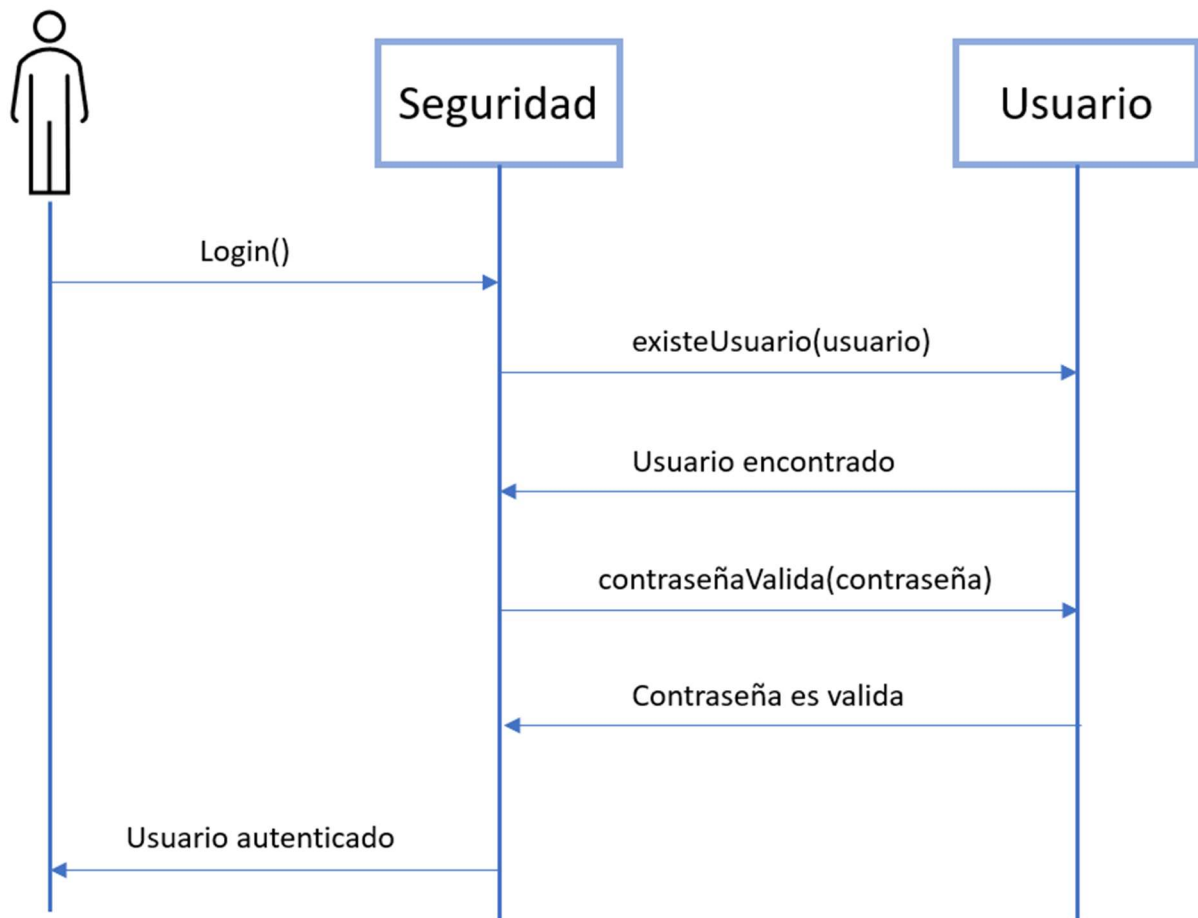 Seguridad
Usuario
Login()
existeUsuario(usuario)
Usuario encontrado
contraseñaValida(contraseña)
Contraseña es valida
Usuario autenticado